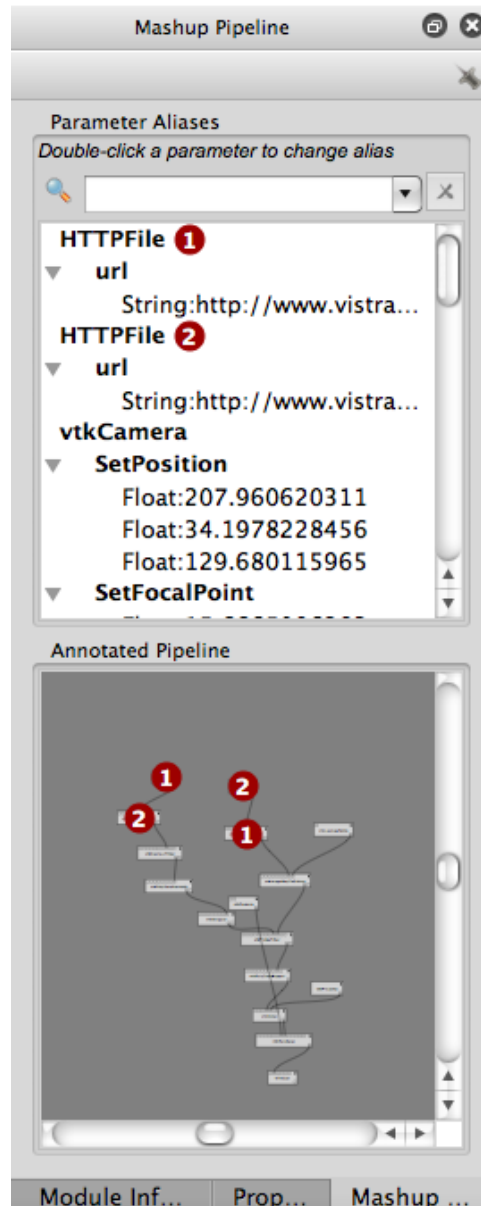 Mashup Pipeline
Parameter Aliases
Double-click a parameter to change alias
HTTPFile 1
url
String:http://www.vistra...
HTTPFile 2
url
String:http://www.vistra...
vtkCamera
SetPosition
Float:207.960620311
Float:34.1978228456
Float:129.680115965
SetFocalPoint
Annotated Pipeline
1
2
2
1
Module Inf...
Prop...
Mashup ...